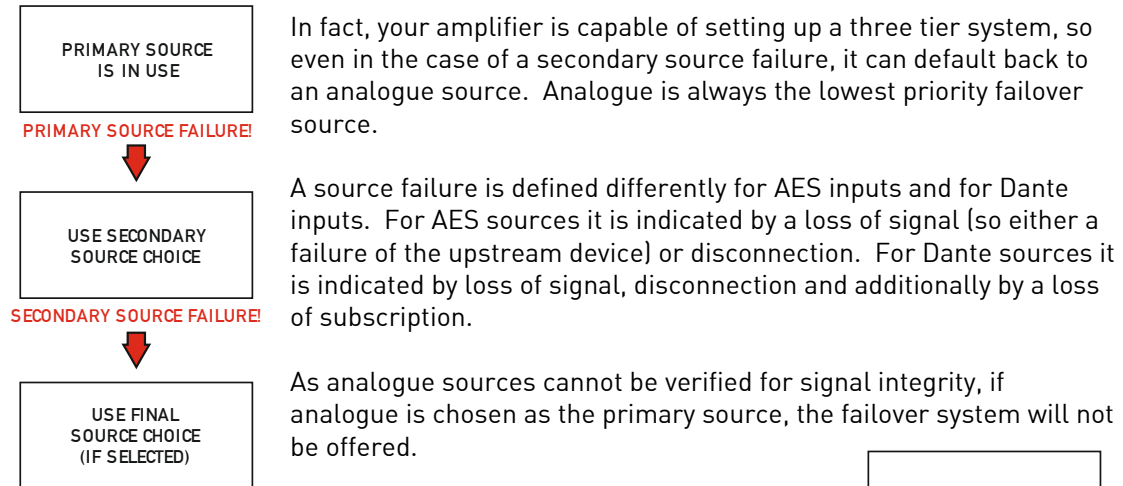 PRIMARY SOURCE
IS IN USE
PRIMARY SOURCE FAILURE!
USE SECONDARY
SOURCE CHOICE
SECONDARY SOURCE FAILURE!
USE FINAL
SOURCE CHOICE
(IF SELECTED)
In fact, your amplifier is capable of setting up a three tier system, so
even in the case of a secondary source failure, it can default back to
an analogue source.  Analogue is always the lowest priority failover
source.
A source failure is defined differently for AES inputs and for Dante
inputs.  For AES sources it is indicated by a loss of signal (so either a
failure of the upstream device) or disconnection.  For Dante sources it
is indicated by loss of signal, disconnection and additionally by a loss
of subscription.
As analogue sources cannot be verified for signal integrity, if
analogue is chosen as the primary source, the failover system will not
be offered.